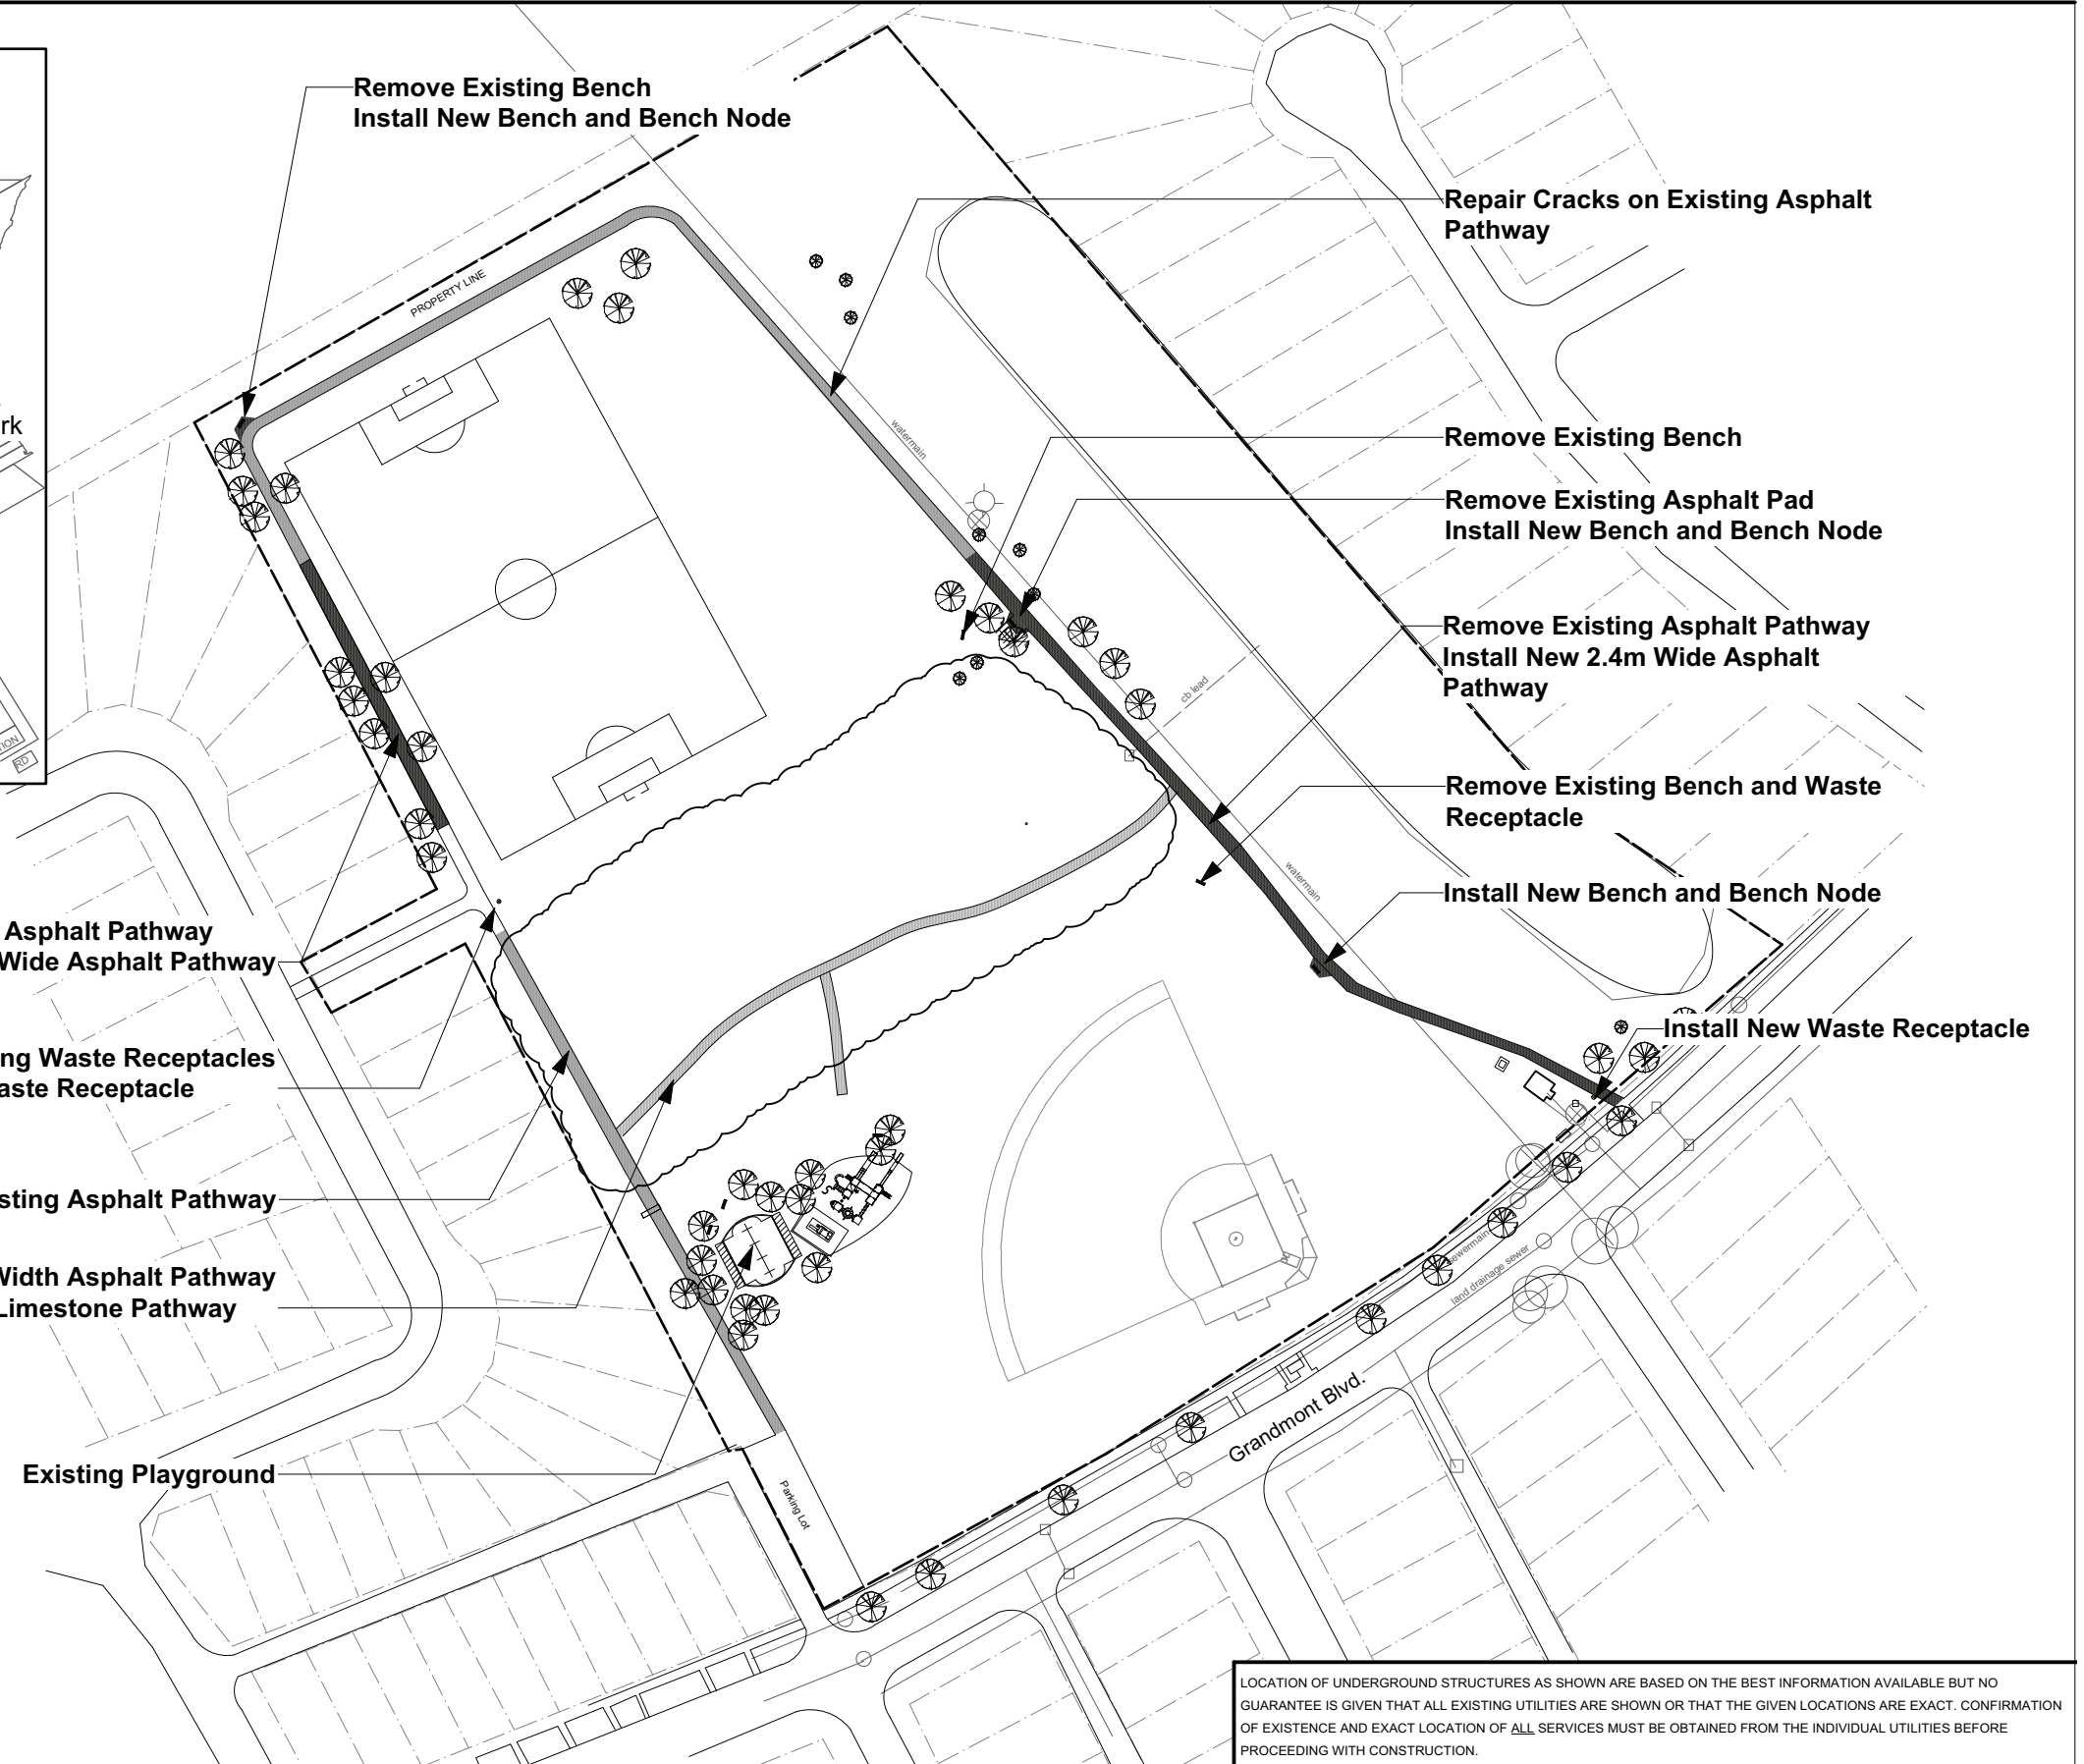 Remove Existing Bench
Install New Bench and Bench Node
Repair Cracks on Existing Asphalt
Pathway
PROPERTY LINE
rk
watermain
Remove Existing Bench
Remove Existing Asphalt Pad
Install New Bench and Bench Node
Remove Existing Asphalt Pathway
Install New 2.4m Wide Asphalt
Pathway
cb lead
TION
RD
Remove Existing Bench and Waste
Receptacle
watermain
Install New Bench and Bench Node
Asphalt Pathway
Wide Asphalt Pathway
Install New Waste Receptacle
ng Waste Receptacles
aste Receptacle
sting Asphalt Pathway
sewermain
land drainage sewer
Width Asphalt Pathway
Limestone Pathway
Grandmont Blvd.
Existing Playground
Parking Lot
LOCATION OF UNDERGROUND STRUCTURES AS SHOWN ARE BASED ON THE BEST INFORMATION AVAILABLE BUT NO
GUARANTEE IS GIVEN THAT ALL EXISTING UTILITIES ARE SHOWN OR THAT THE GIVEN LOCATIONS ARE EXACT. CONFIRMATION
OF EXISTENCE AND EXACT LOCATION OF ALL SERVICES MUST BE OBTAINED FROM THE INDIVIDUAL UTILITIES BEFORE
PROCEEDING WITH CONSTRUCTION.